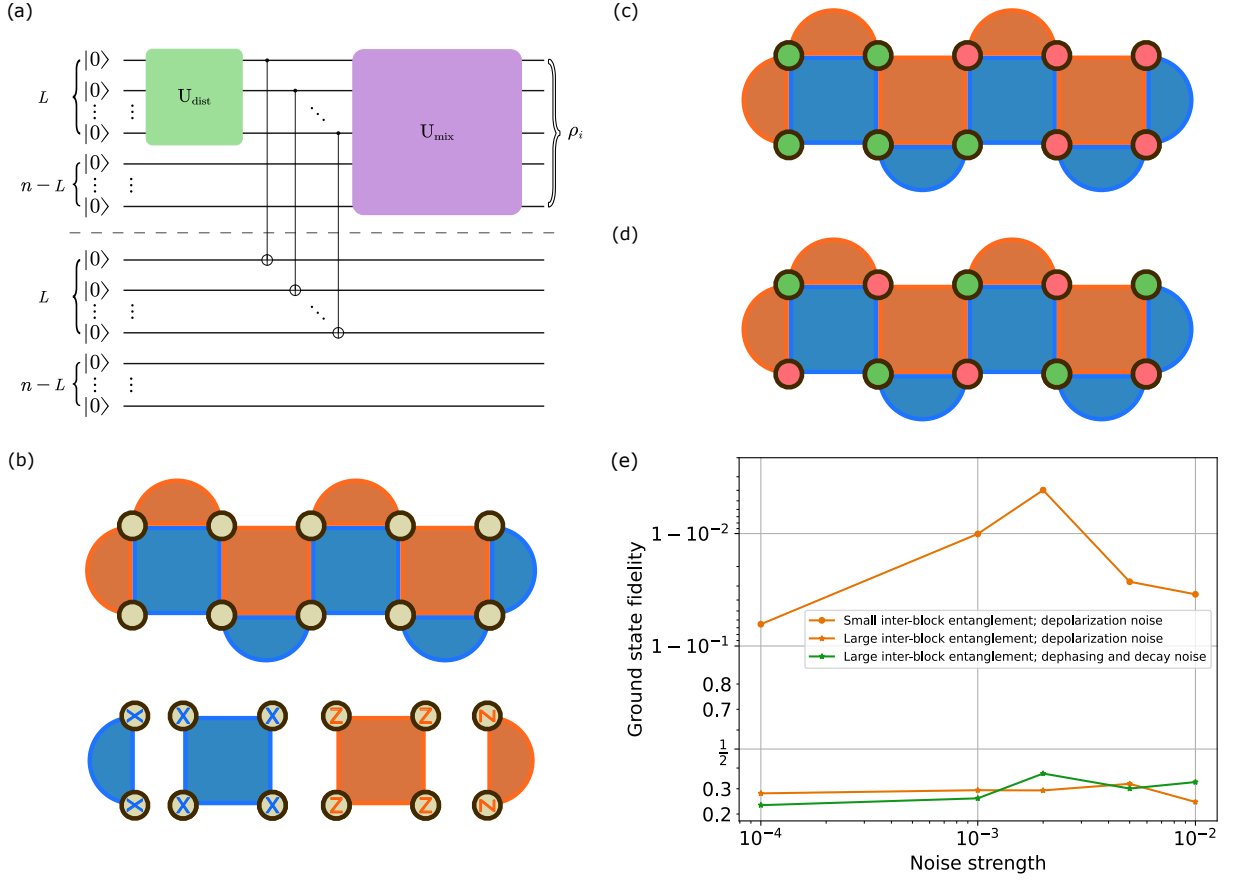 (a)
|0⟩
|0⟩
L
U_dist
U_mix
ρ_i
|0⟩
|0⟩
n − L
|0⟩
|0⟩
|0⟩
L
|0⟩
|0⟩
n − L
|0⟩
(b)
X X X Z Z Z
X X X Z Z Z
(c)
(d)
(e)
Ground state fidelity
1 − 10⁻²
1 − 10⁻¹
0.8
0.7
1/2
0.3
0.2
Small inter-block entanglement; depolarization noise
Large inter-block entanglement; depolarization noise
Large inter-block entanglement; dephasing and decay noise
10⁻⁴
10⁻³
10⁻²
Noise strength